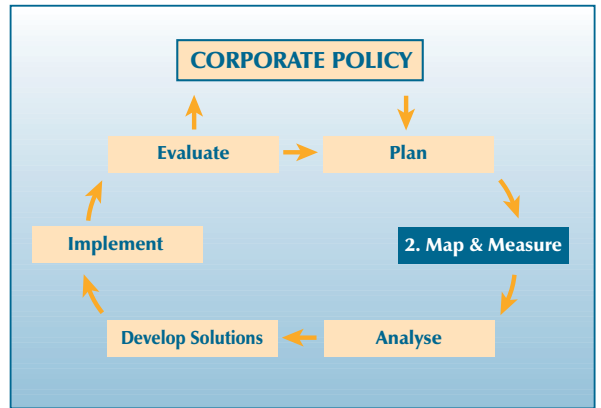 CORPORATE POLICY
Evaluate
Plan
Implement
2. Map & Measure
Develop Solutions
Analyse